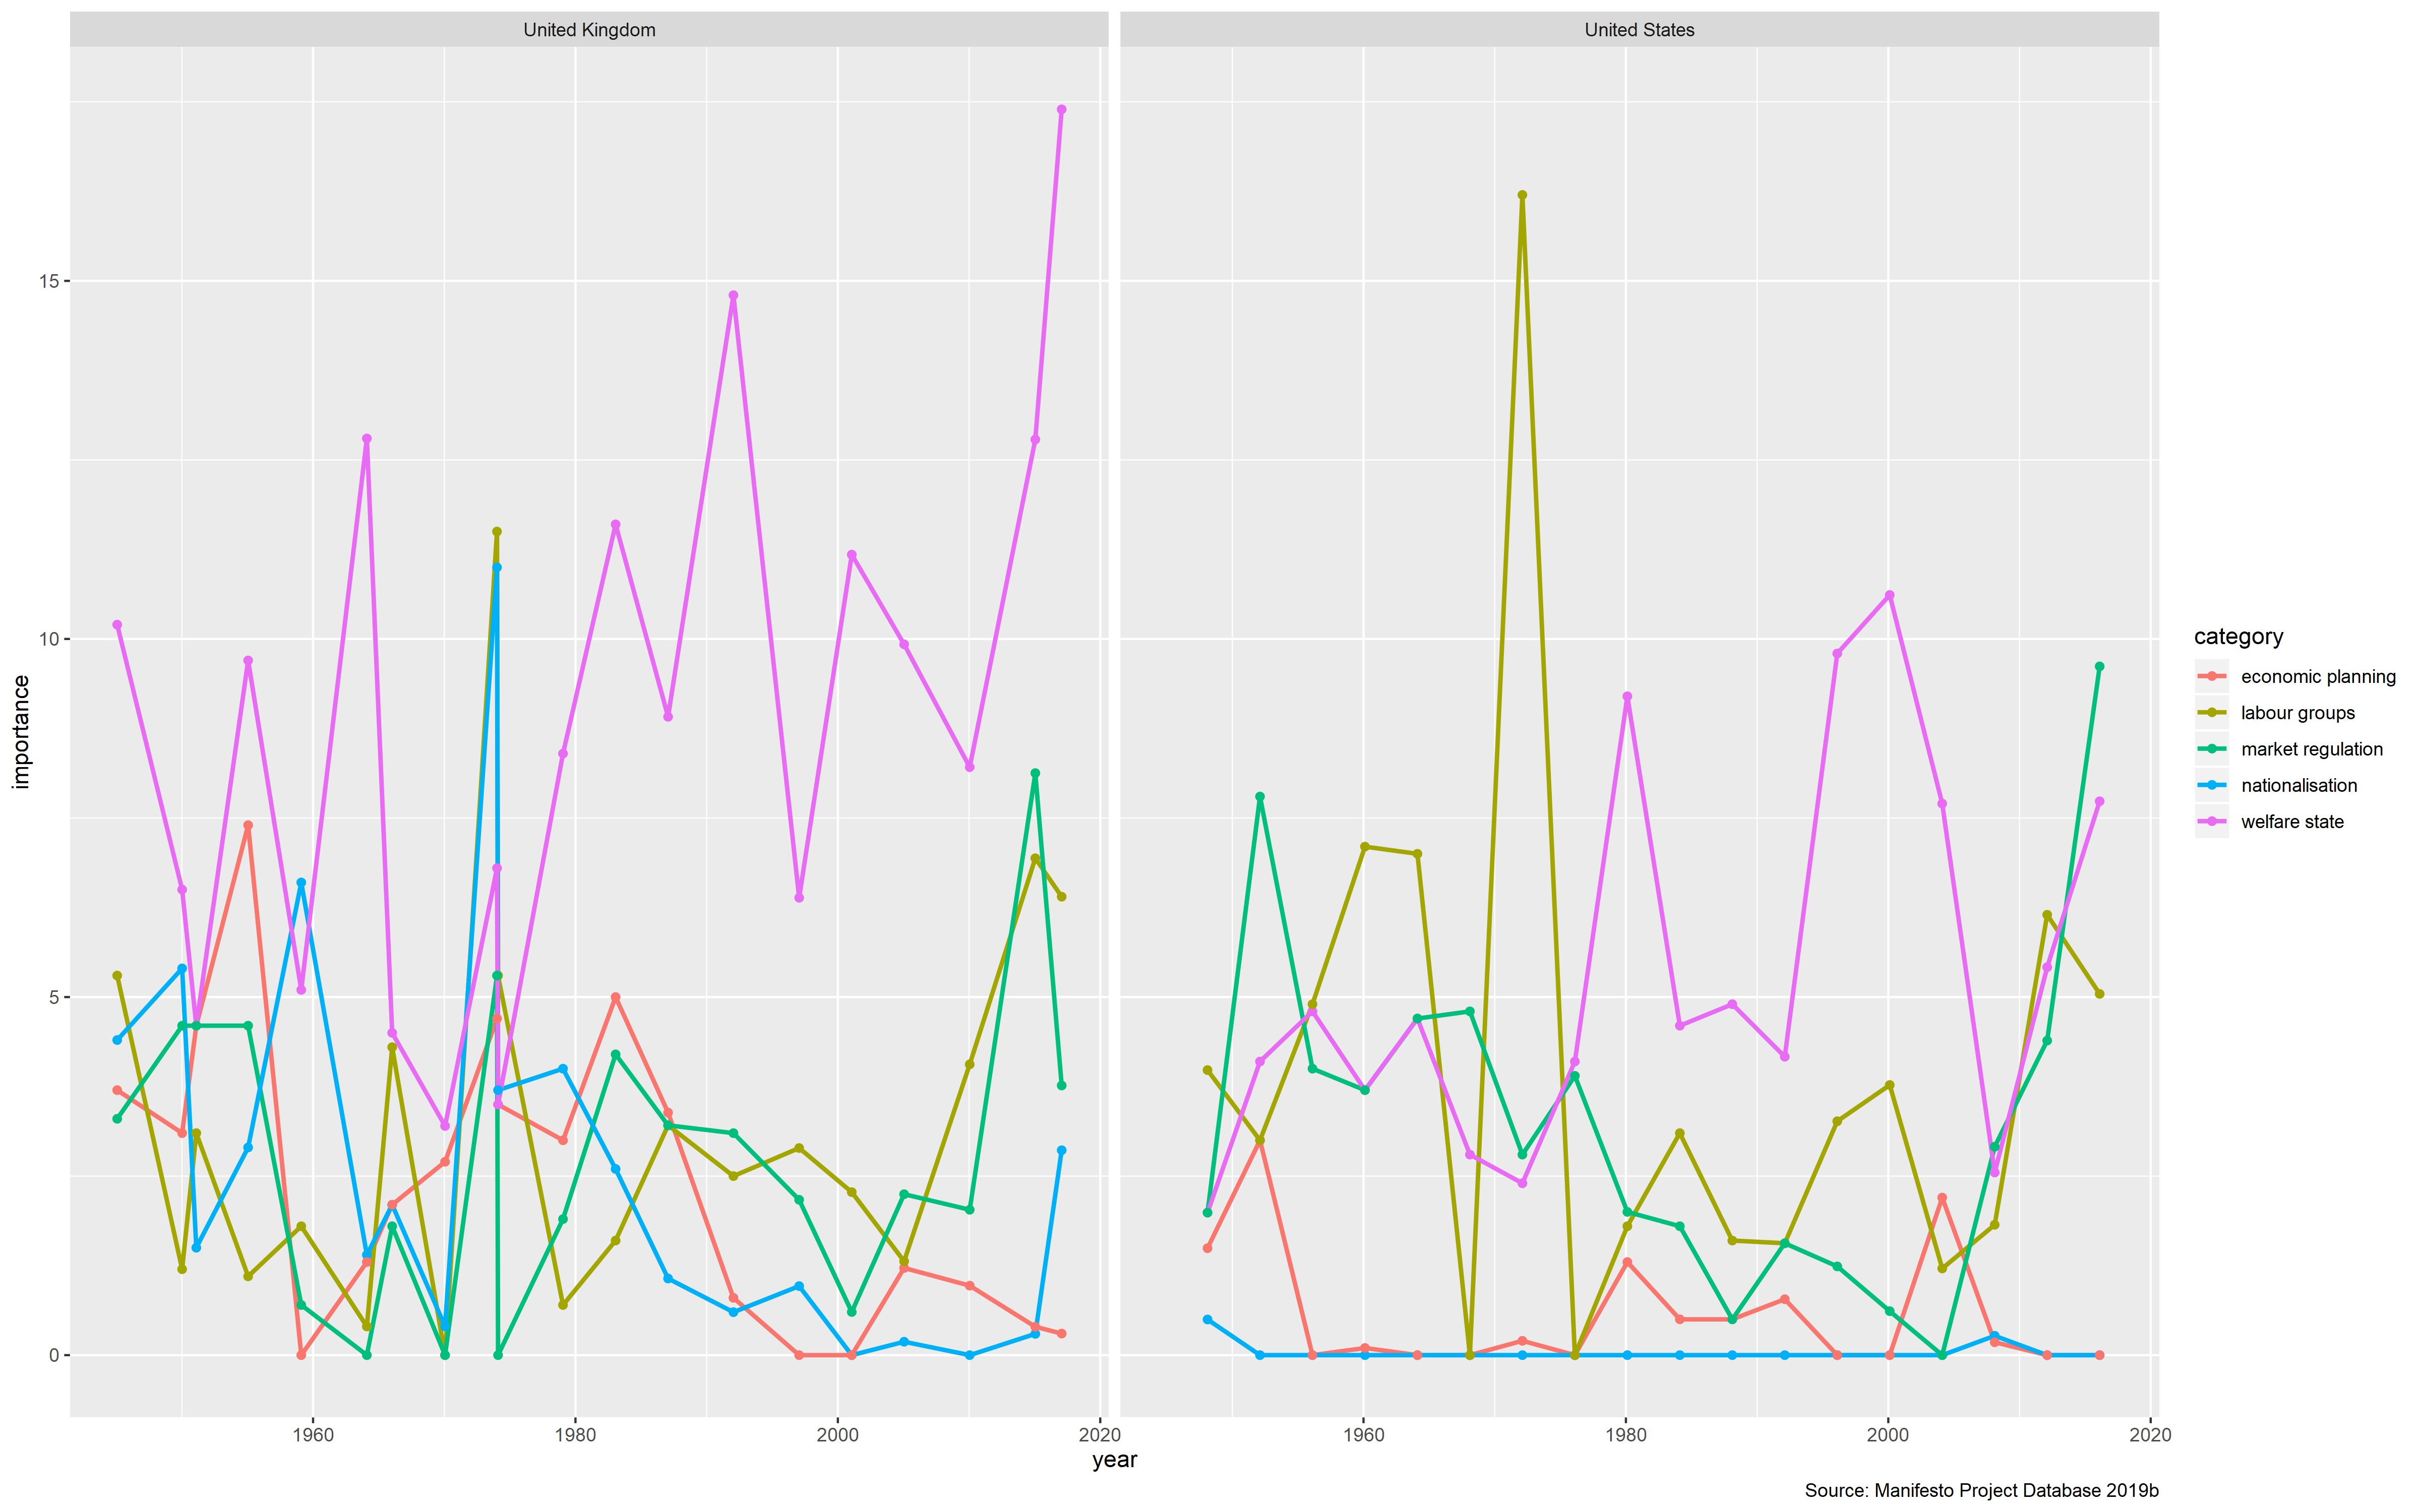 United Kingdom
United States
15
10
5
0
importance
1960
1980
2000
2020
1960
1980
2000
2020
year
category
economic planning
labour groups
market regulation
nationalisation
welfare state
Source: Manifesto Project Database 2019b